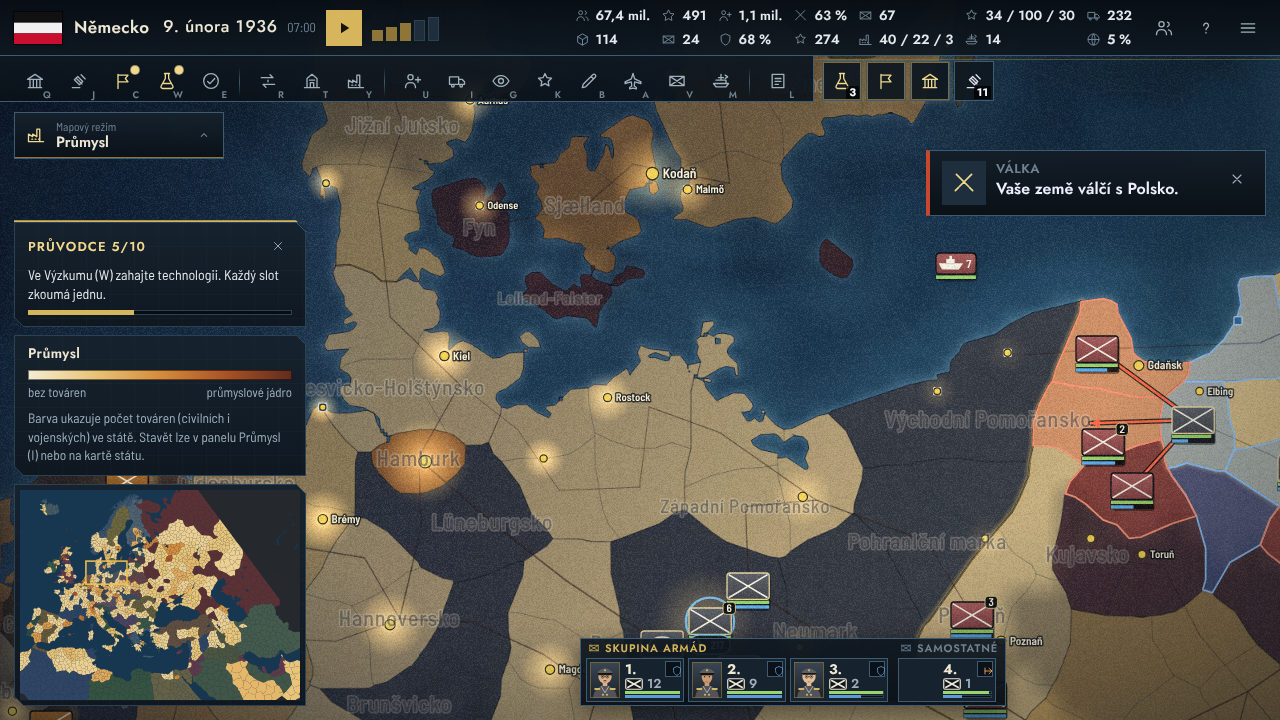 Německo 9. února 1936 07:00
67,4 mil. 491 1,1 mil. 63 % 67 34 / 100 / 30 232
114 24 68 % 274 40 / 22 / 3 14 5 %
?
Q J C W E R T Y U I G K B A V M L
3 11
Mapový režim
Průmysl
VÁLKA
Vaše země válčí s Polsko.
PRŮVODCE 5/10
Ve Výzkumu (W) zahajte technologii. Každý slot
zkoumá jednu.
Průmysl
bez továren průmyslové jádro
Barva ukazuje počet továren (civilních i
vojenských) ve státě. Stavět lze v panelu Průmysl
(I) nebo na kartě státu.
Jižní Jutsko
Kodaň
Malmö
Odense
Sjælland
Fyn
Lolland-Falster
7
Kiel
Gdaňsk
Elbing
Rostock
Východní Pomořansko
2
Hamburk
Západní Pomořansko
Brémy
Lüneburgsko
Pohraniční marka
Kujavsko
Toruň
Hannoversko
6
3
Neumark
Poznaň
Brunšvicko
SKUPINA ARMÁD SAMOSTATNÉ
1. 2. 3. 4.
12 9 2 1